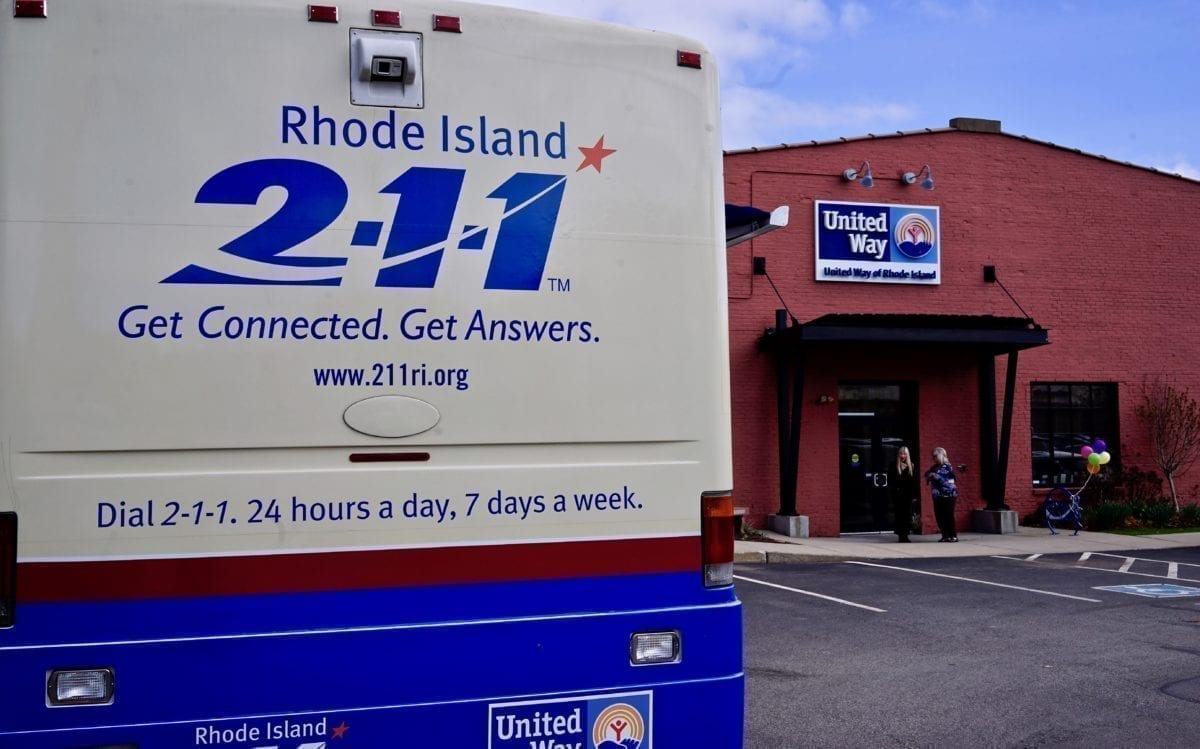 Rhode Island
2-1-1 TM
Get Connected. Get Answers.
www.211ri.org
Dial 2-1-1. 24 hours a day, 7 days a week.
Rhode Island
United
Way
United
Way
United Way of Rhode Island